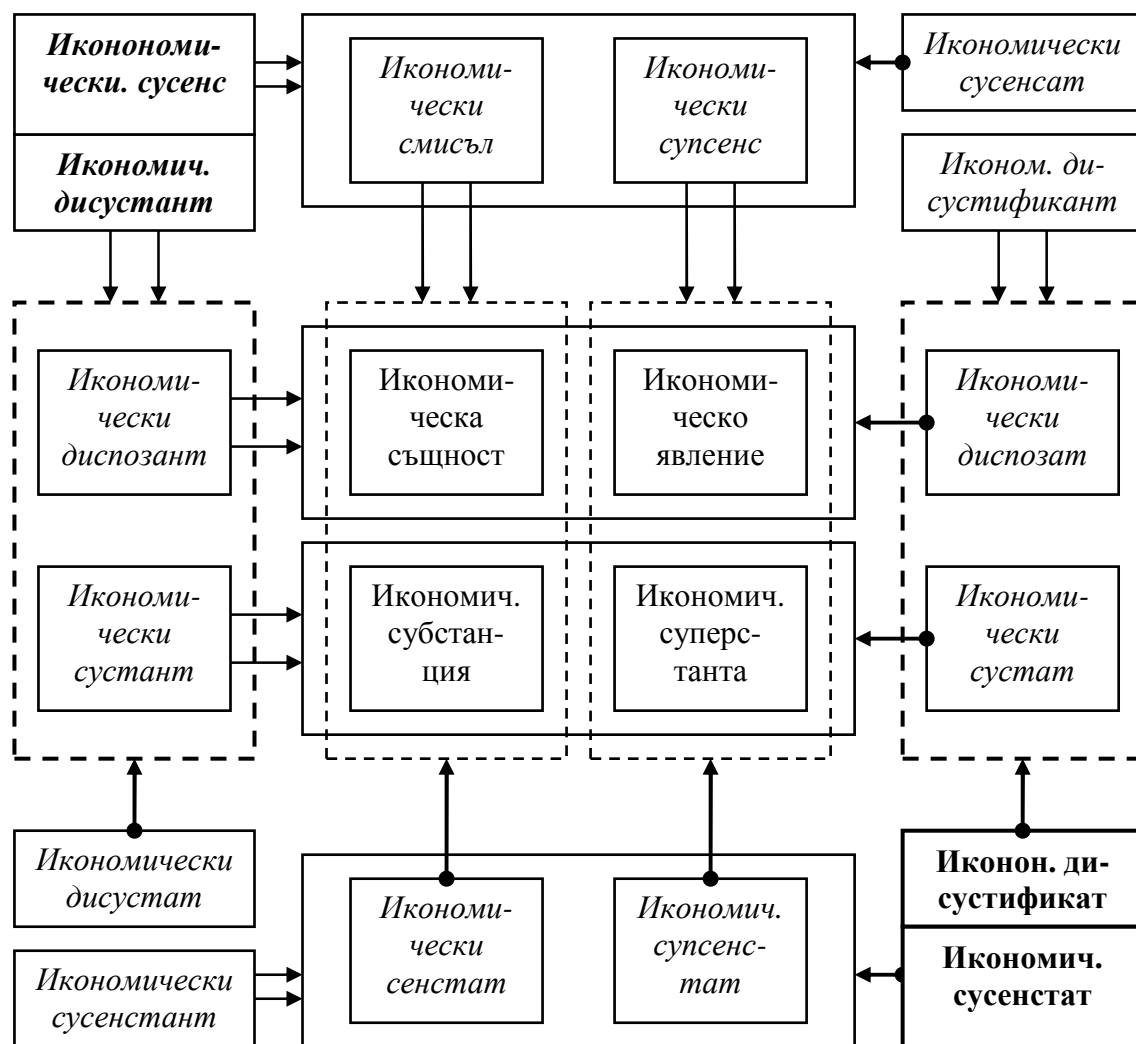 Иконономи-
чески. сусенс
Икономи-
чески
смисъл
Икономи-
чески
супсенс
Икономически
сусенсат
Икономич.
дисустант
Иконом. ди-
сустификант
Икономи-
чески
диспозант
Икономи-
ческа
същност
Икономи-
ческо
явление
Икономи-
чески
диспозат
Икономи-
чески
сустант
Икономич.
субстан-
ция
Икономич.
суперс-
танта
Икономи-
чески
сустат
Икономически
дисустат
Икономи-
чески
сенстат
Икономич.
супсенс-
тат
Иконон. ди-
сустификат
Икономически
сусенстант
Икономич.
сусенстат